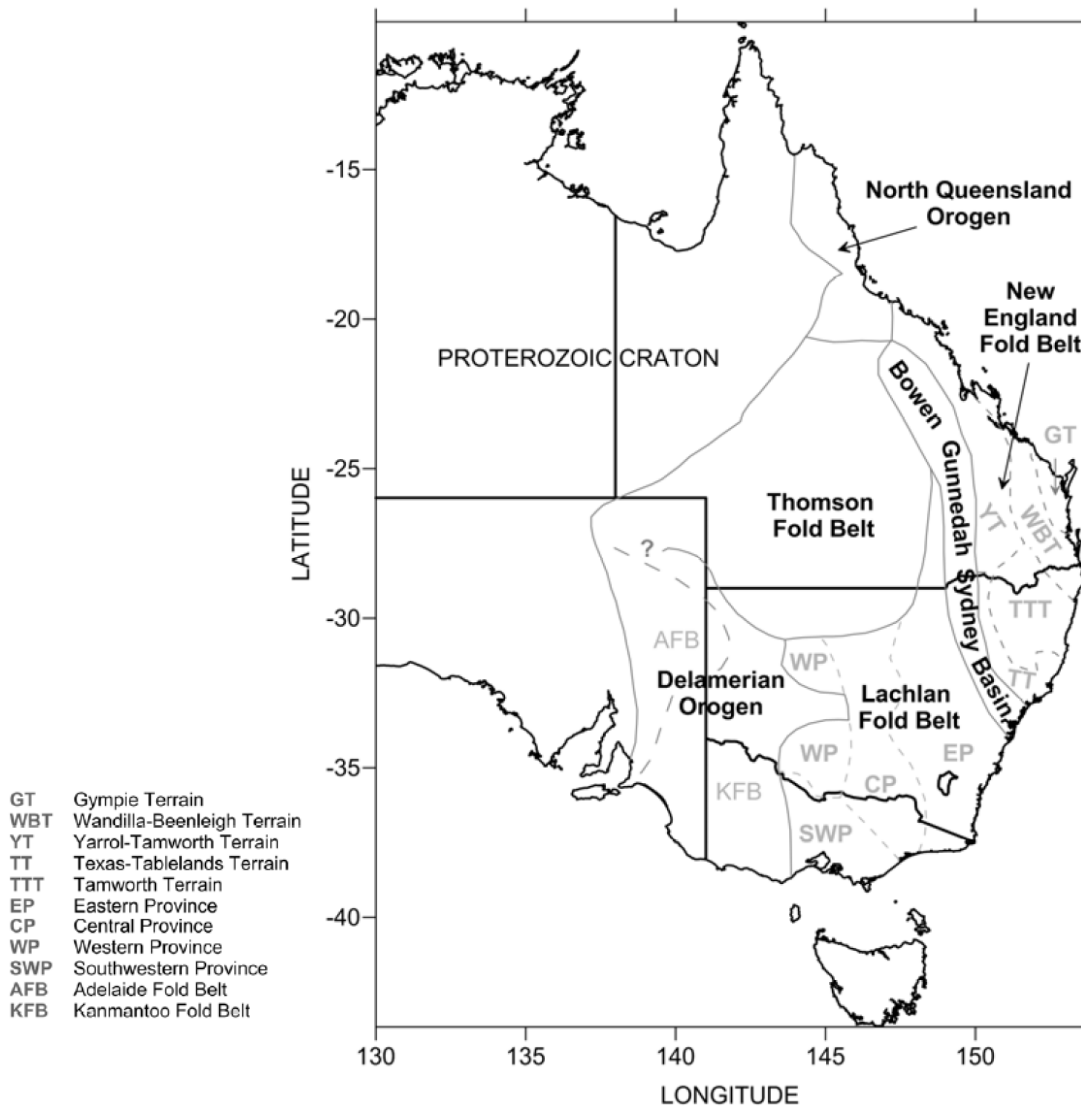 -15
-20
-25
-30
-35
-40
LATITUDE
130
135
140
145
150
LONGITUDE
North Queensland
Orogen
New
England
Fold Belt
PROTEROZOIC CRATON
Bowen Gunnedah Sydney Basin
GT
YT
WBT
Thomson
Fold Belt
?
TTT
TT
AFB
WP
Delamerian
Orogen
Lachlan
Fold Belt
WP
EP
CP
KFB
SWP
GT Gympie Terrain
WBT Wandilla-Beenleigh Terrain
YT Yarrol-Tamworth Terrain
TT Texas-Tablelands Terrain
TTT Tamworth Terrain
EP Eastern Province
CP Central Province
WP Western Province
SWP Southwestern Province
AFB Adelaide Fold Belt
KFB Kanmantoo Fold Belt